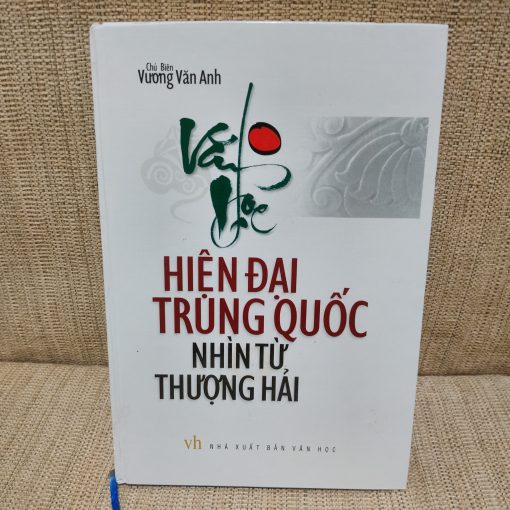 Chủ Biên
Vương Văn Anh
Văn
Học
HIỆN ĐẠI
TRUNG QUỐC
NHÌN TỪ
THƯỢNG HẢI
vh NHÀ XUẤT BẢN VĂN HỌC